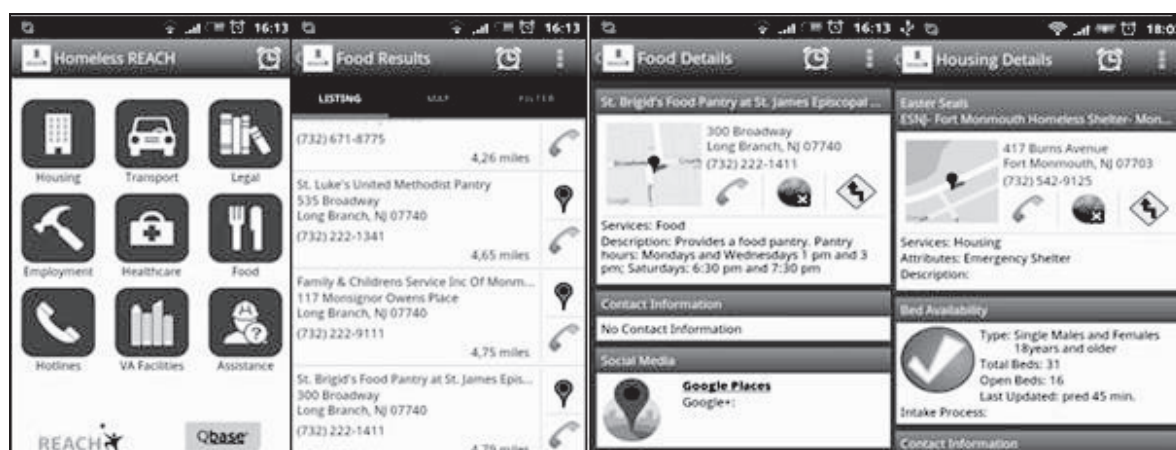 16:13
Homeless REACH
Housing
Transport
Legal
Employment
Healthcare
Food
Hotlines
VA Facilities
Assistance
REACH
Qbase
16:13
Food Results
LISTING
MAP
FILTER
(732) 671-8775
4,26 miles
St. Luke's United Methodist Pantry
535 Broadway
Long Branch, NJ 07740
(732) 222-1341
4,65 miles
Family & Childrens Service Inc Of Monm...
117 Monsignor Owens Place
Long Branch, NJ 07740
(732) 222-9111
4,75 miles
St. Brigid's Food Pantry at St. James Epis...
300 Broadway
Long Branch, NJ 07740
(732) 222-1411
4,79 miles
16:13
Food Details
St. Brigid's Food Pantry at St. James Episcopal ...
300 Broadway
Long Branch, NJ 07740
(732) 222-1411
Services: Food
Description: Provides a food pantry. Pantry
hours: Mondays and Wednesdays 1 pm and 3
pm; Saturdays: 6:30 pm and 7:30 pm
Contact Information
No Contact Information
Social Media
Google Places
Google+:
18:0
Housing Details
Easter Seals
ESNJ- Fort Monmouth Homeless Shelter- Mon...
417 Burns Avenue
Fort Monmouth, NJ 07703
(732) 542-9125
Services: Housing
Attributes: Emergency Shelter
Description:
Bed Availability
Type: Single Males and Females
18years and older
Total Beds: 31
Open Beds: 16
Last Updated: pred 45 min.
Intake Process:
Contact Information